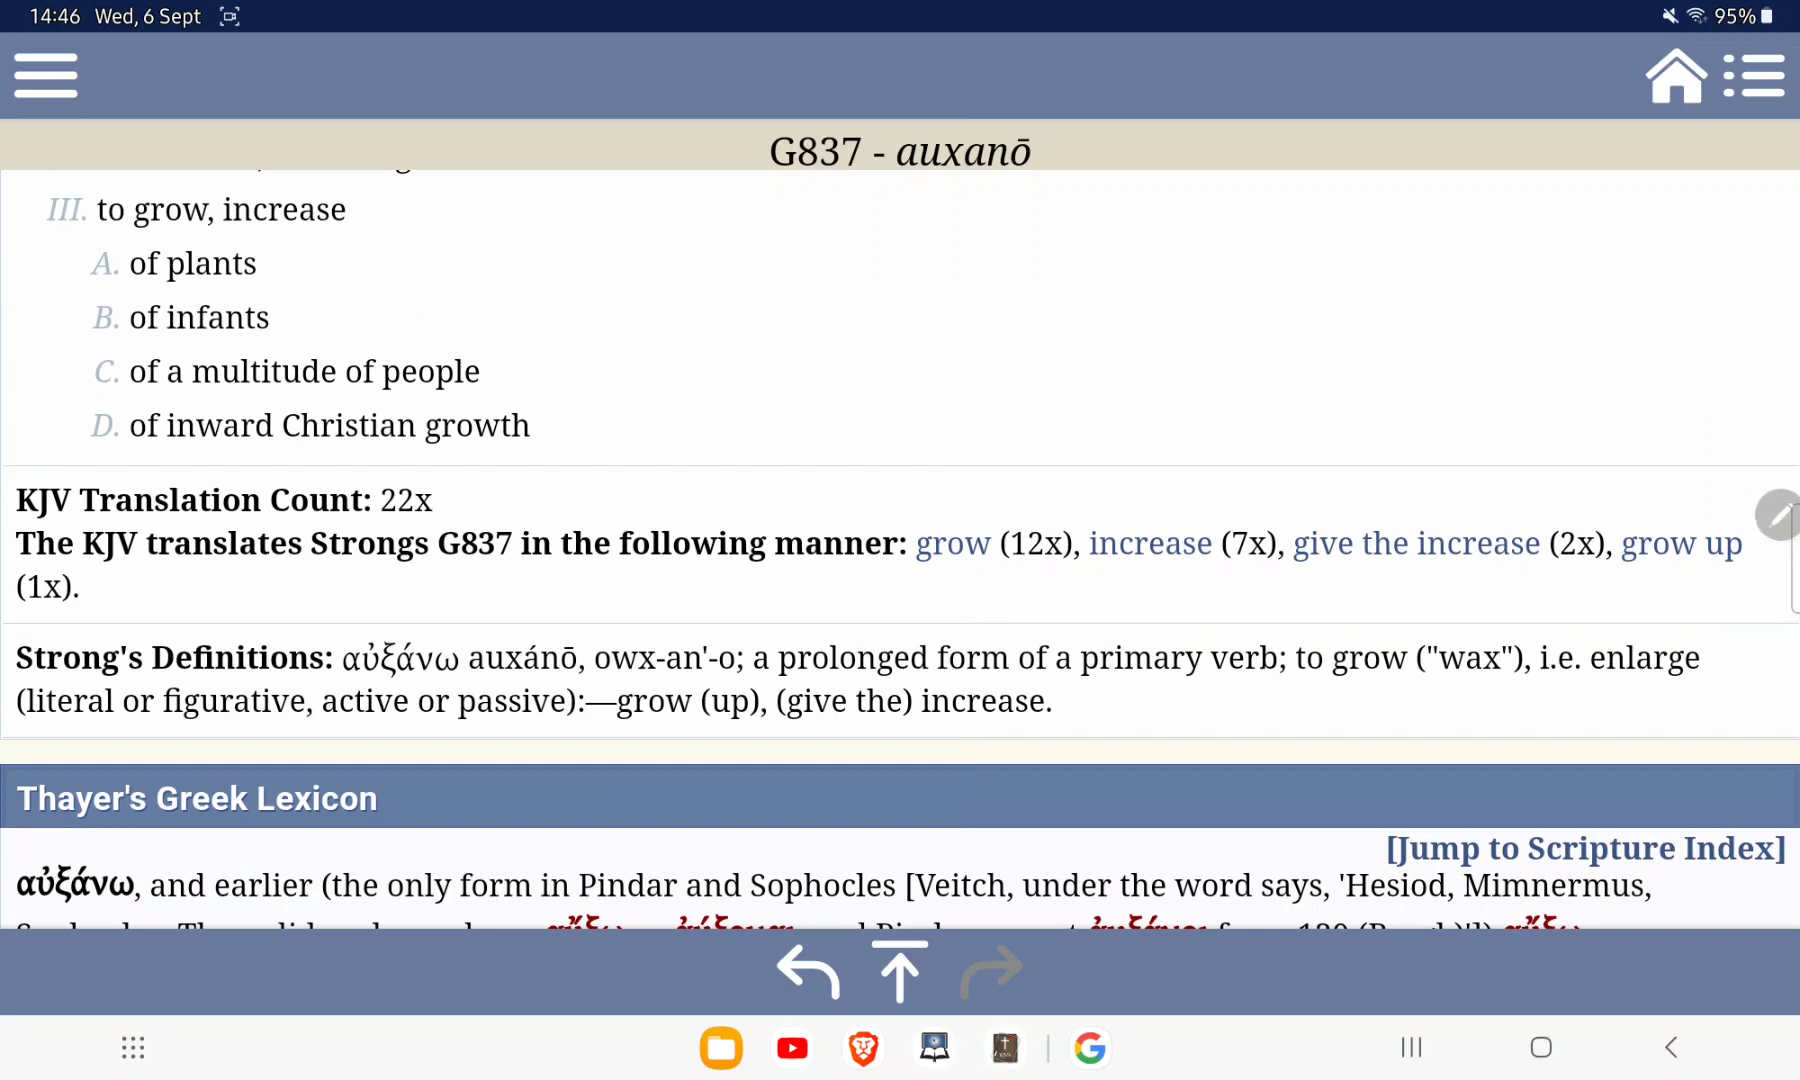 14:46 Wed, 6 Sept 95%
G837 - auxanō
III. to grow, increase
A. of plants
B. of infants
C. of a multitude of people
D. of inward Christian growth
KJV Translation Count: 22x
The KJV translates Strongs G837 in the following manner: grow (12x), increase (7x), give the increase (2x), grow up
(1x).
Strong's Definitions: αὐξάνω auxánō, owx-an'-o; a prolonged form of a primary verb; to grow ("wax"), i.e. enlarge
(literal or figurative, active or passive):—grow (up), (give the) increase.
Thayer's Greek Lexicon
[Jump to Scripture Index]
αὐξάνω, and earlier (the only form in Pindar and Sophocles [Veitch, under the word says, 'Hesiod, Mimnermus,